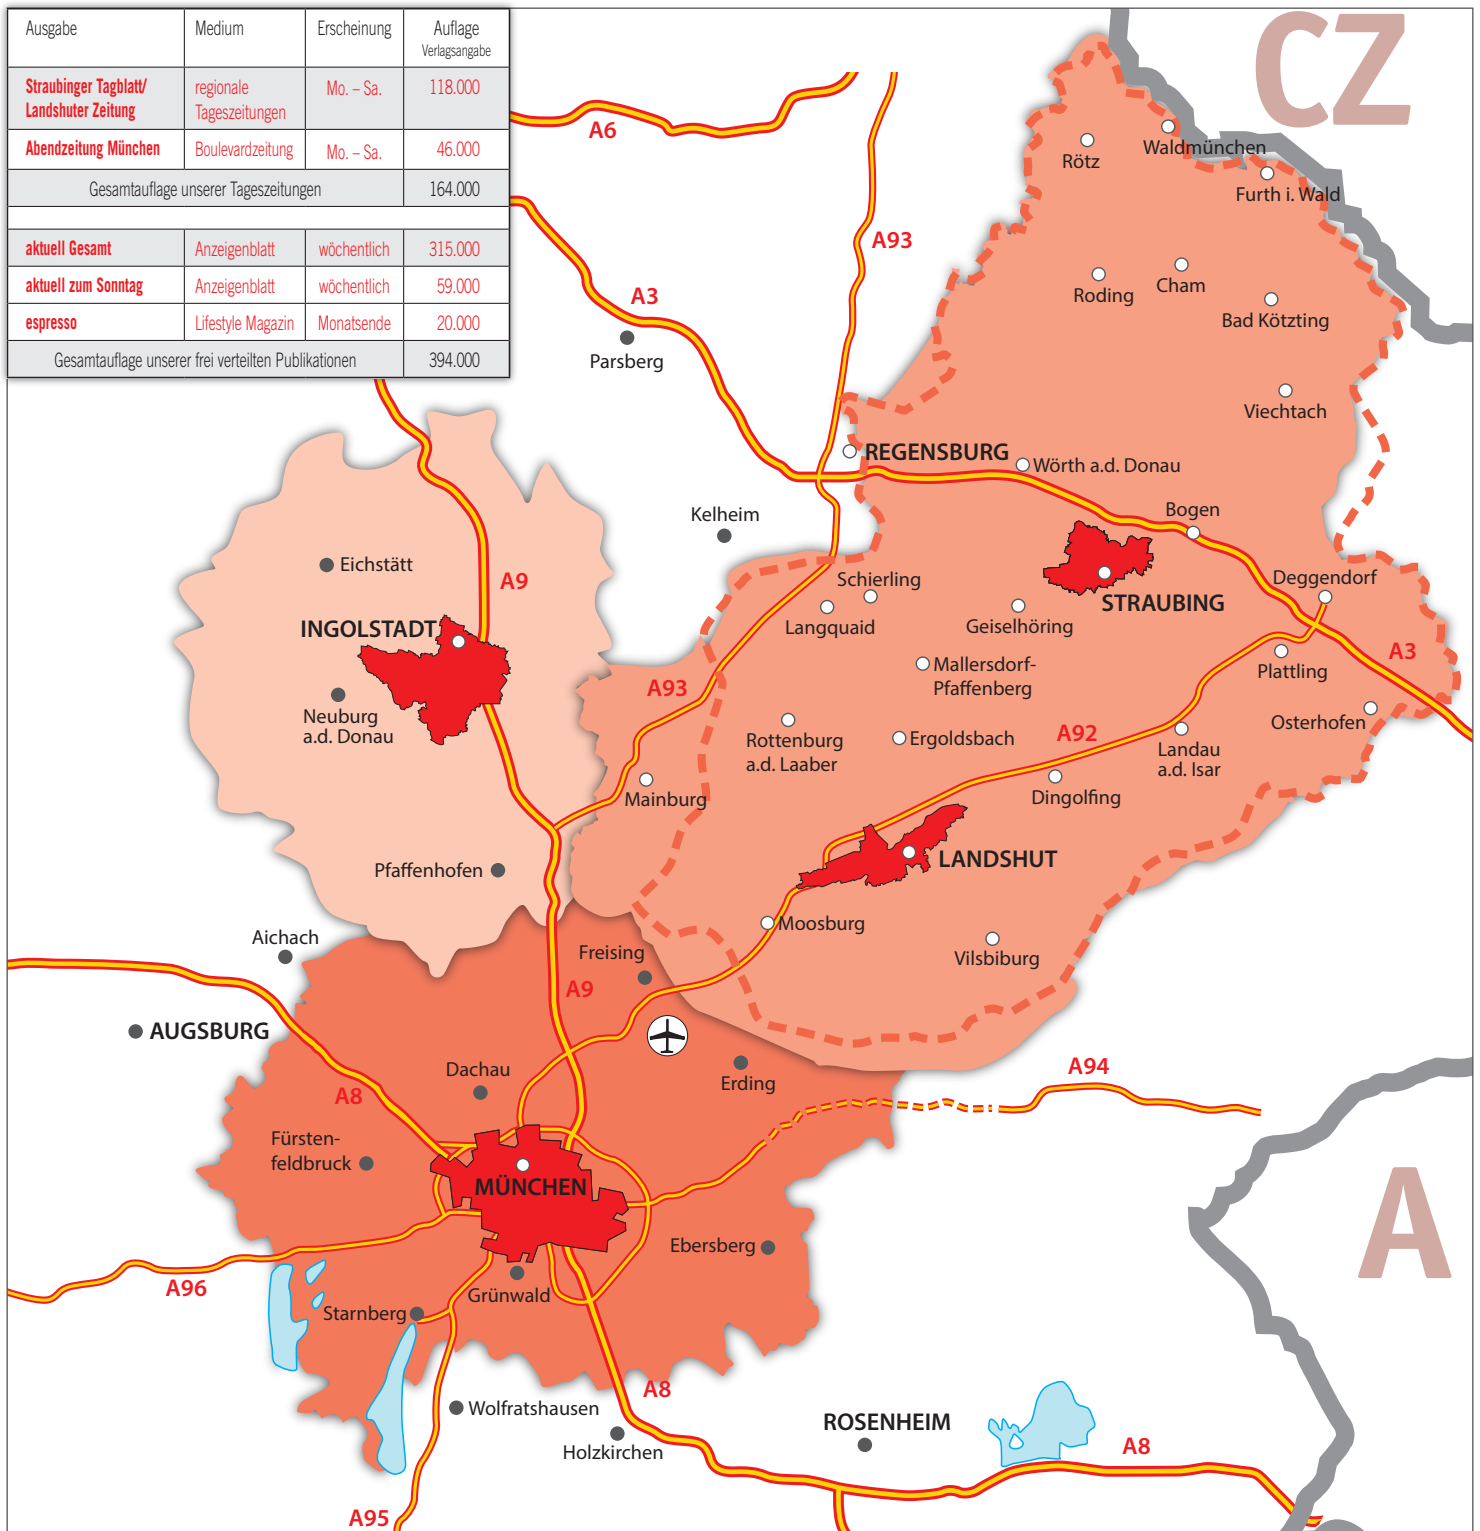 Ausgabe Medium Erscheinung Auflage
Verlagsangabe
Straubinger Tagblatt/ regionale Mo. – Sa. 118.000
Landshuter Zeitung Tageszeitungen
Abendzeitung München Boulevardzeitung Mo. – Sa. 46.000
Gesamtauflage unserer Tageszeitungen 164.000
aktuell Gesamt Anzeigenblatt wöchentlich 315.000
aktuell zum Sonntag Anzeigenblatt wöchentlich 59.000
espresso Lifestyle Magazin Monatsende 20.000
Gesamtauflage unserer frei verteilten Publikationen 394.000
CZ
A6
Rötz
Waldmünchen
Furth i. Wald
A93
A3
Roding
Cham
Bad Kötzting
Parsberg
Viechtach
REGENSBURG
Wörth a.d. Donau
Kelheim
Bogen
Eichstätt
A9
Schierling
Deggendorf
STRAUBING
INGOLSTADT
Langquaid
Geiselhöring
A3
Mallersdorf-
Pfaffenberg
Plattling
A93
Neuburg
a.d. Donau
Osterhofen
Rottenburg
a.d. Laaber
Ergoldsbach
A92
Landau
a.d. Isar
Mainburg
Dingolfing
LANDSHUT
Pfaffenhofen
Moosburg
Aichach
Freising
Vilsbiburg
A9
AUGSBURG
Dachau
Erding
A94
A8
Fürsten-
feldbruck
MÜNCHEN
A
Ebersberg
A96
Grünwald
Starnberg
A8
Wolfratshausen
ROSENHEIM
Holzkirchen
A8
A95